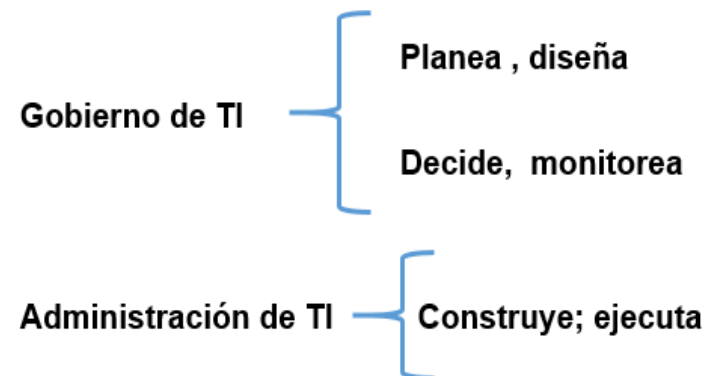 Planea , diseña
Gobierno de TI
Decide, monitorea
Administración de TI
Construye; ejecuta